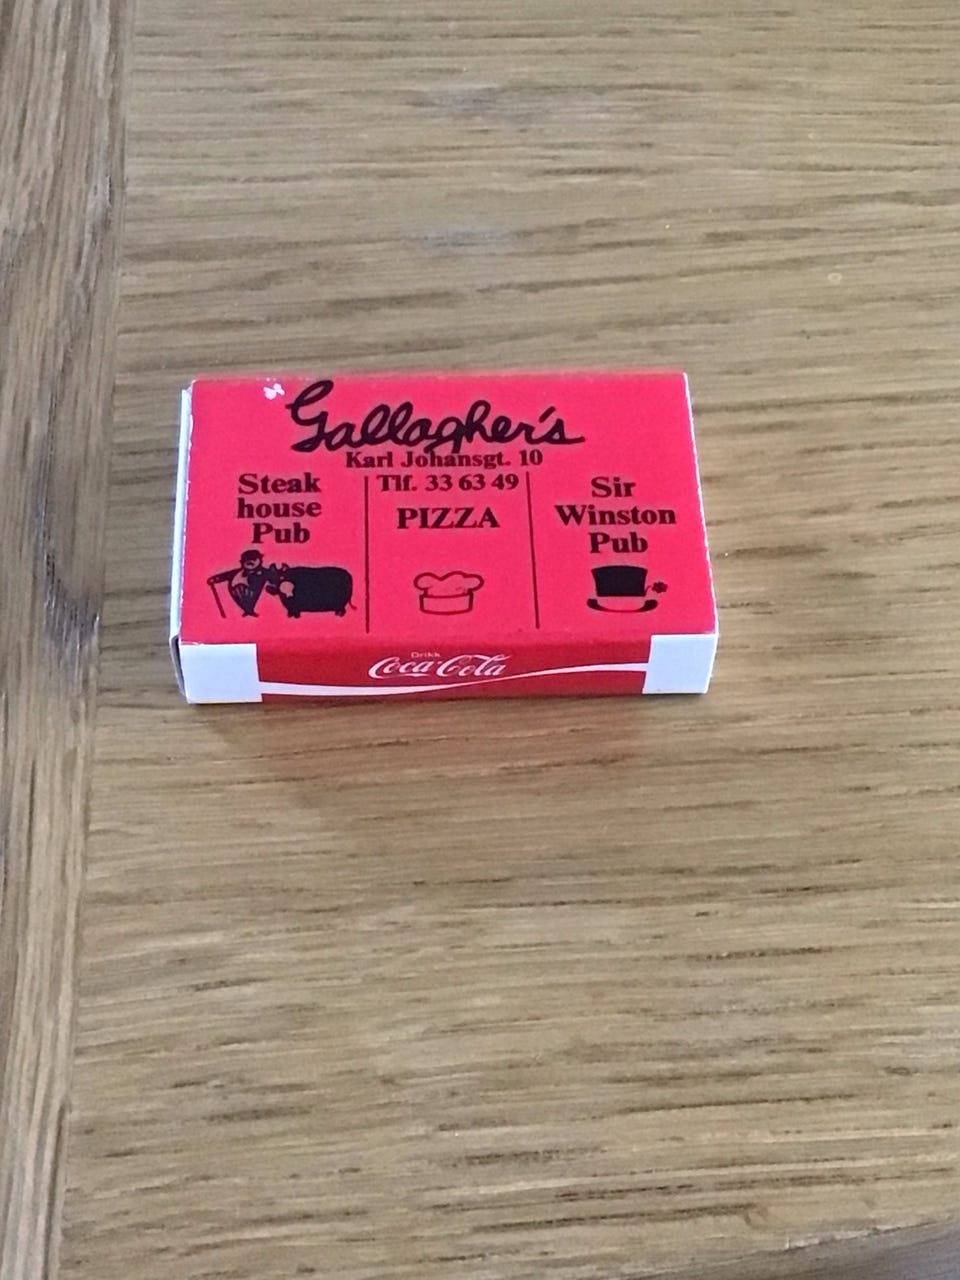 Gallagher's
Karl Johansgt. 10
Tlf. 33 63 49
Steak
house
Pub
PIZZA
Sir
Winston
Pub
Drikk
Coca-Cola